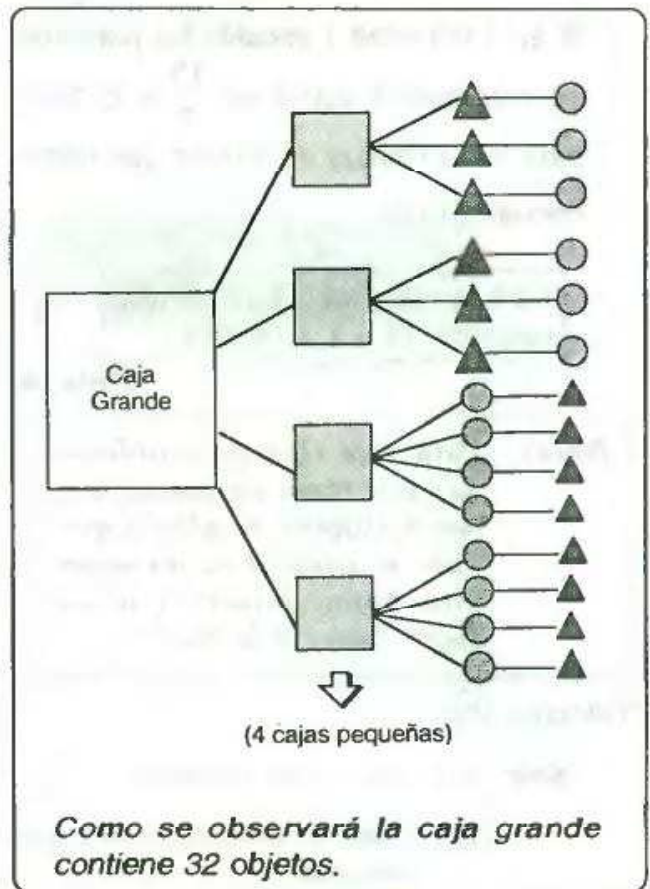 Caja
Grande
(4 cajas pequeñas)
Como se observará la caja grande
contiene 32 objetos.